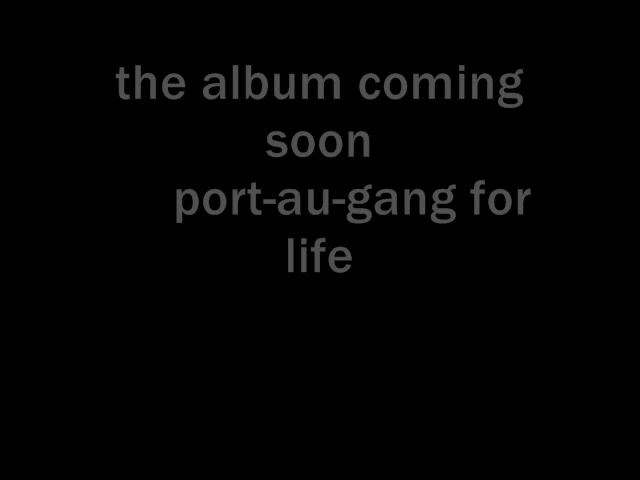 the album coming
soon
port-au-gang for
life